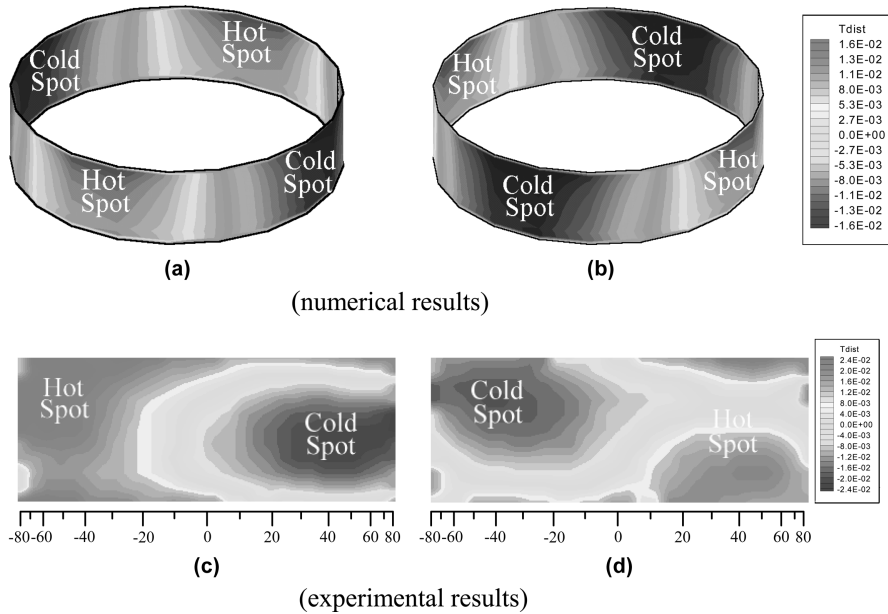 Hot
Spot
Cold
Spot
Hot
Spot
Cold
Spot
(a)
Cold
Spot
Hot
Spot
Cold
Spot
Hot
Spot
(b)
Tdist
1.6E-02
1.3E-02
1.1E-02
8.0E-03
5.3E-03
2.7E-03
0.0E+00
-2.7E-03
-5.3E-03
-8.0E-03
-1.1E-02
-1.3E-02
-1.6E-02
(numerical results)
Hot
Spot
Cold
Spot
-80 -60 -40 -20 0 20 40 60 80
(c)
Cold
Spot
Hot
Spot
-80 -60 -40 -20 0 20 40 60 80
(d)
Tdist
2.4E-02
2.0E-02
1.6E-02
1.2E-02
8.0E-03
4.0E-03
0.0E+00
-4.0E-03
-8.0E-03
-1.2E-02
-1.6E-02
-2.0E-02
-2.4E-02
(experimental results)